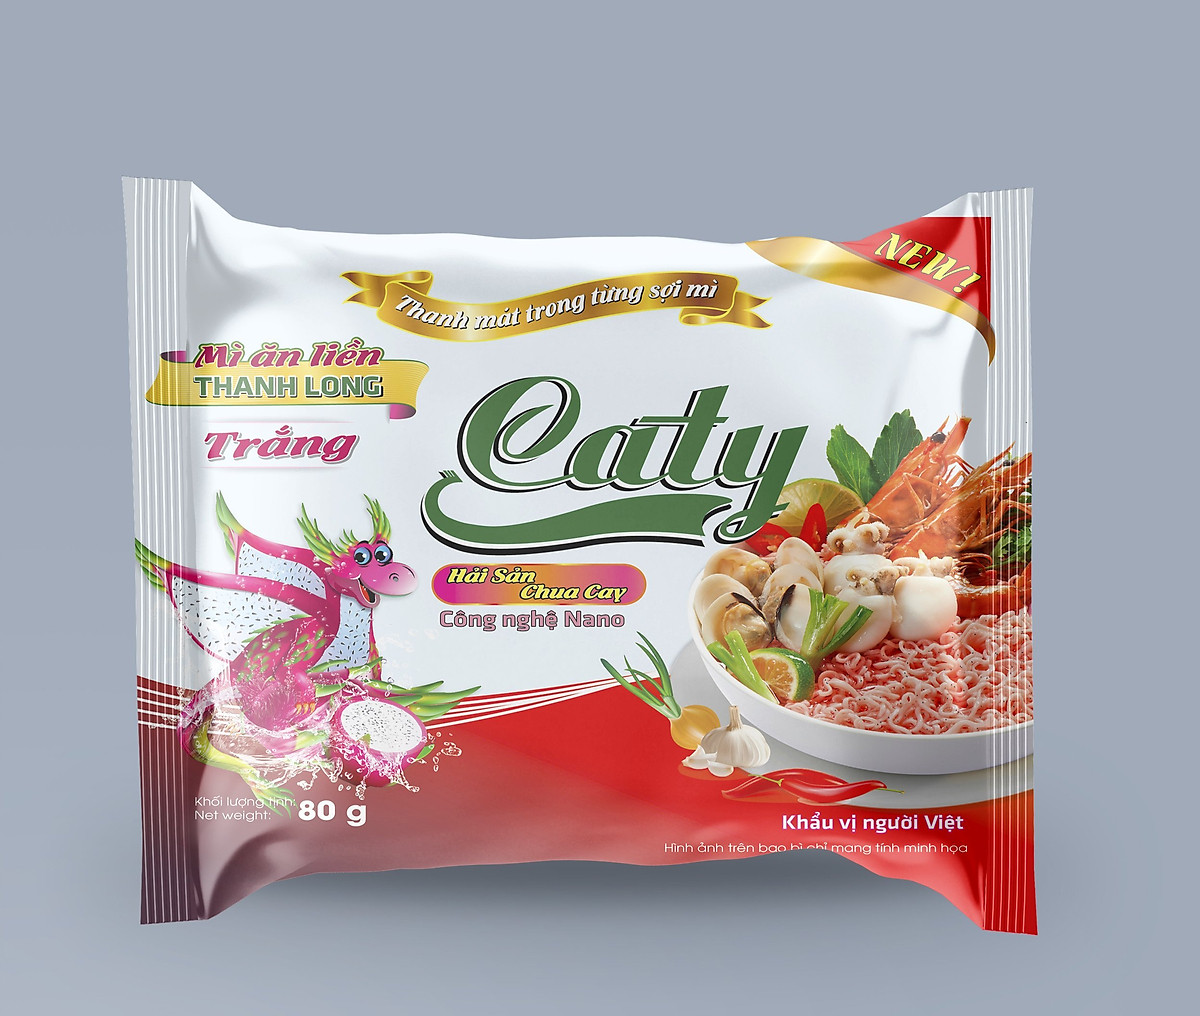 NEW!
Thanh mát trong từng sợi mì
Mì ăn liền
THANH LONG
Trắng
Caty
Hải Sản
Chua Cay
Công nghệ Nano
Khối lượng tịnh:
Net weight:
80 g
Khẩu vị người Việt
Hình ảnh trên bao bì chỉ mang tính minh họa